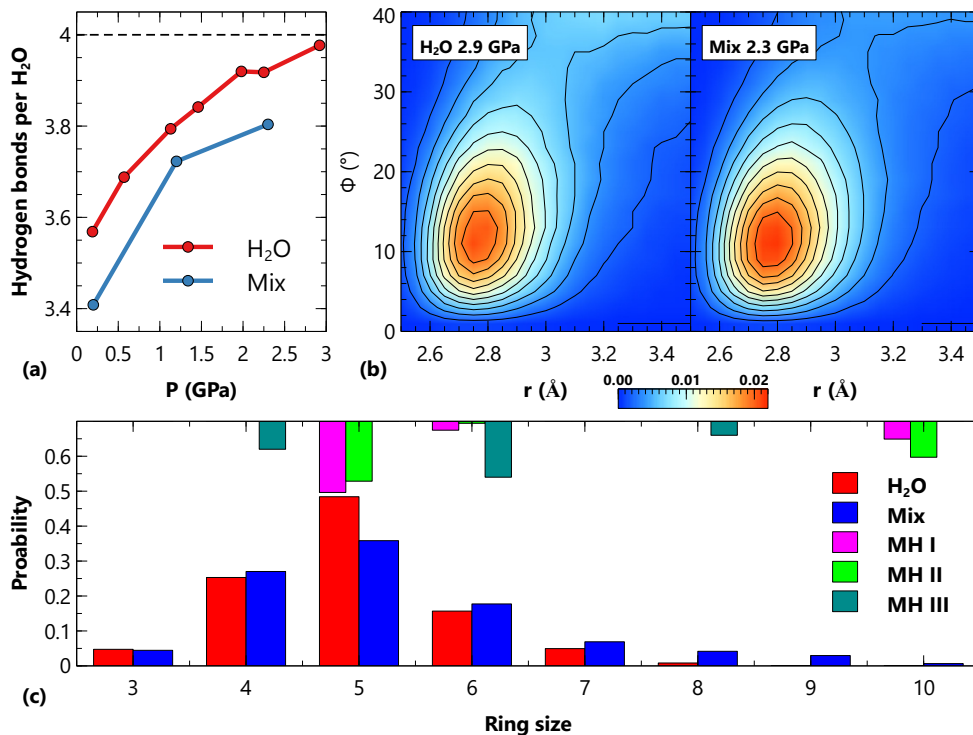 Hydrogen bonds per H₂O
4
3.8
3.6
3.4
H₂O
Mix
0 0.5 1 1.5 2 2.5 3
P (GPa)
(a)
Φ (°)
40
30
20
10
0
H₂O 2.9 GPa
Mix 2.3 GPa
2.6 2.8 3 3.2 3.4 2.6 2.8 3 3.2 3.4
(b)
r (Å)
0.00 0.01 0.02
r (Å)
Proability
0.6
0.5
0.4
0.3
0.2
0.1
0
H₂O
Mix
MH I
MH II
MH III
3 4 5 6 7 8 9 10
(c)
Ring size